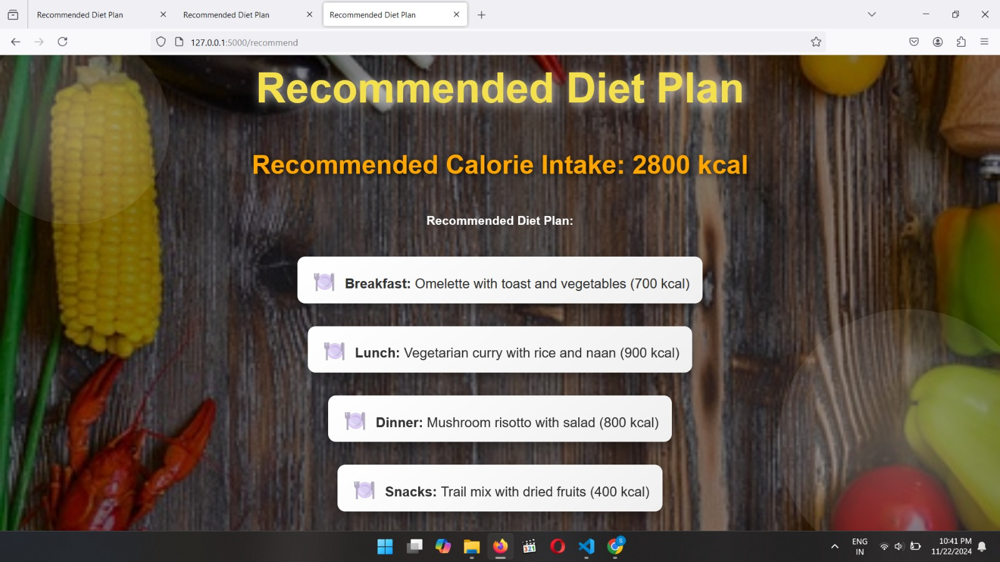 Recommended Diet Plan
Recommended Diet Plan
Recommended Diet Plan
127.0.0.1:5000/recommend
Recommended Diet Plan
Recommended Calorie Intake: 2800 kcal
Recommended Diet Plan:
Breakfast: Omelette with toast and vegetables (700 kcal)
Lunch: Vegetarian curry with rice and naan (900 kcal)
Dinner: Mushroom risotto with salad (800 kcal)
Snacks: Trail mix with dried fruits (400 kcal)
321
S
ENG
IN
10:41 PM
11/22/2024